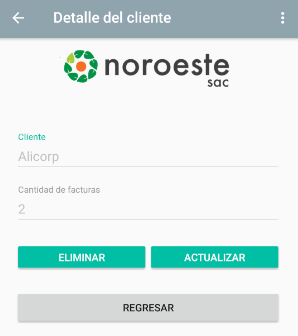 Detalle del cliente
noroeste
sac
Cliente
Alicorp
Cantidad de facturas
2
ELIMINAR ACTUALIZAR
REGRESAR